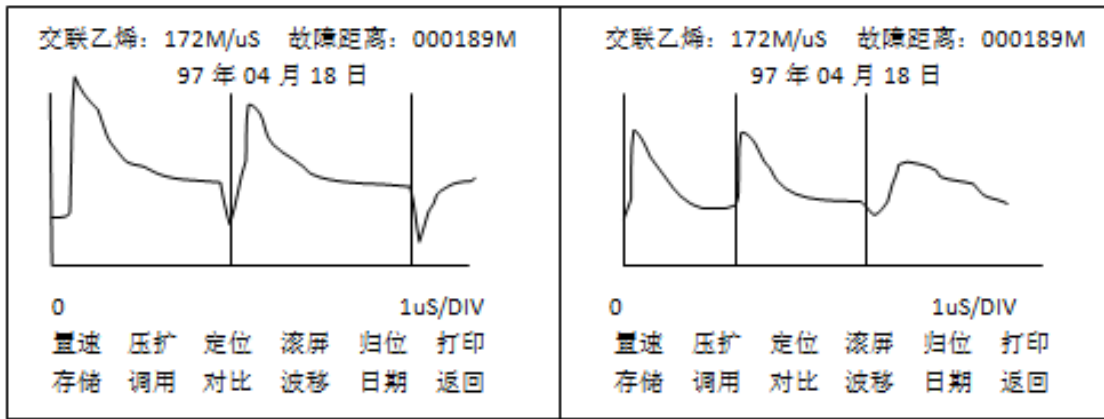 交联乙烯：172M/uS 故障距离：000189M
97 年 04 月 18 日
0 1uS/DIV
量速 压扩 定位 滚屏 归位 打印
存储 调用 对比 波移 日期 返回
交联乙烯：172M/uS 故障距离：000189M
97 年 04 月 18 日
0 1uS/DIV
量速 压扩 定位 滚屏 归位 打印
存储 调用 对比 波移 日期 返回